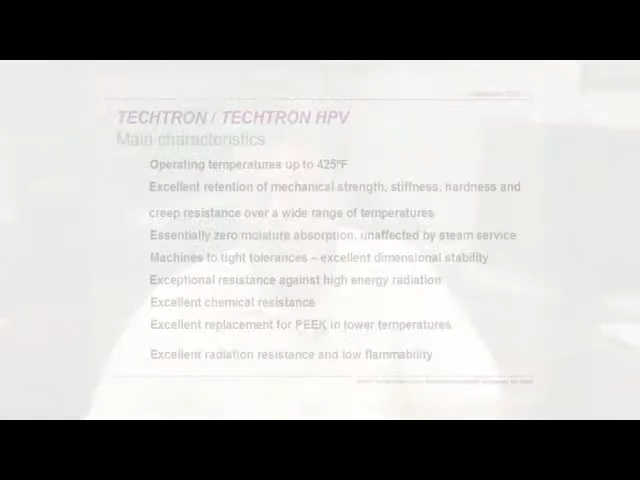 TECHTRON / TECHTRON HPV
Main characteristics
Operating temperatures up to 425ºF
Excellent retention of mechanical strength, stiffness, hardness and
creep resistance over a wide range of temperatures
Essentially zero moisture absorption, unaffected by steam service
Machines to tight tolerances – excellent dimensional stability
Exceptional resistance against high energy radiation
Excellent chemical resistance
Excellent replacement for PEEK in lower temperatures
Excellent radiation resistance and low flammability